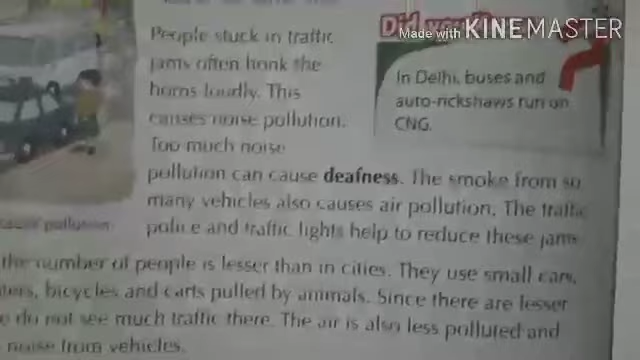 Did you
Made with KINEMASTER
People stuck in traffic
jams often honk the
horns loudly. This
causes noise pollution.
Too much noise
pollution can cause deafness. The smoke from so
many vehicles also causes air pollution. The traffic
police and traffic lights help to reduce these jams
In Delhi, buses and
auto-rickshaws run on
CNG.
pollution
the number of people is lesser than in cities. They use small cars,
bicycles and carts pulled by animals. Since there are lesser
do not see much traffic there. The air is also less polluted and
noise from vehicles.